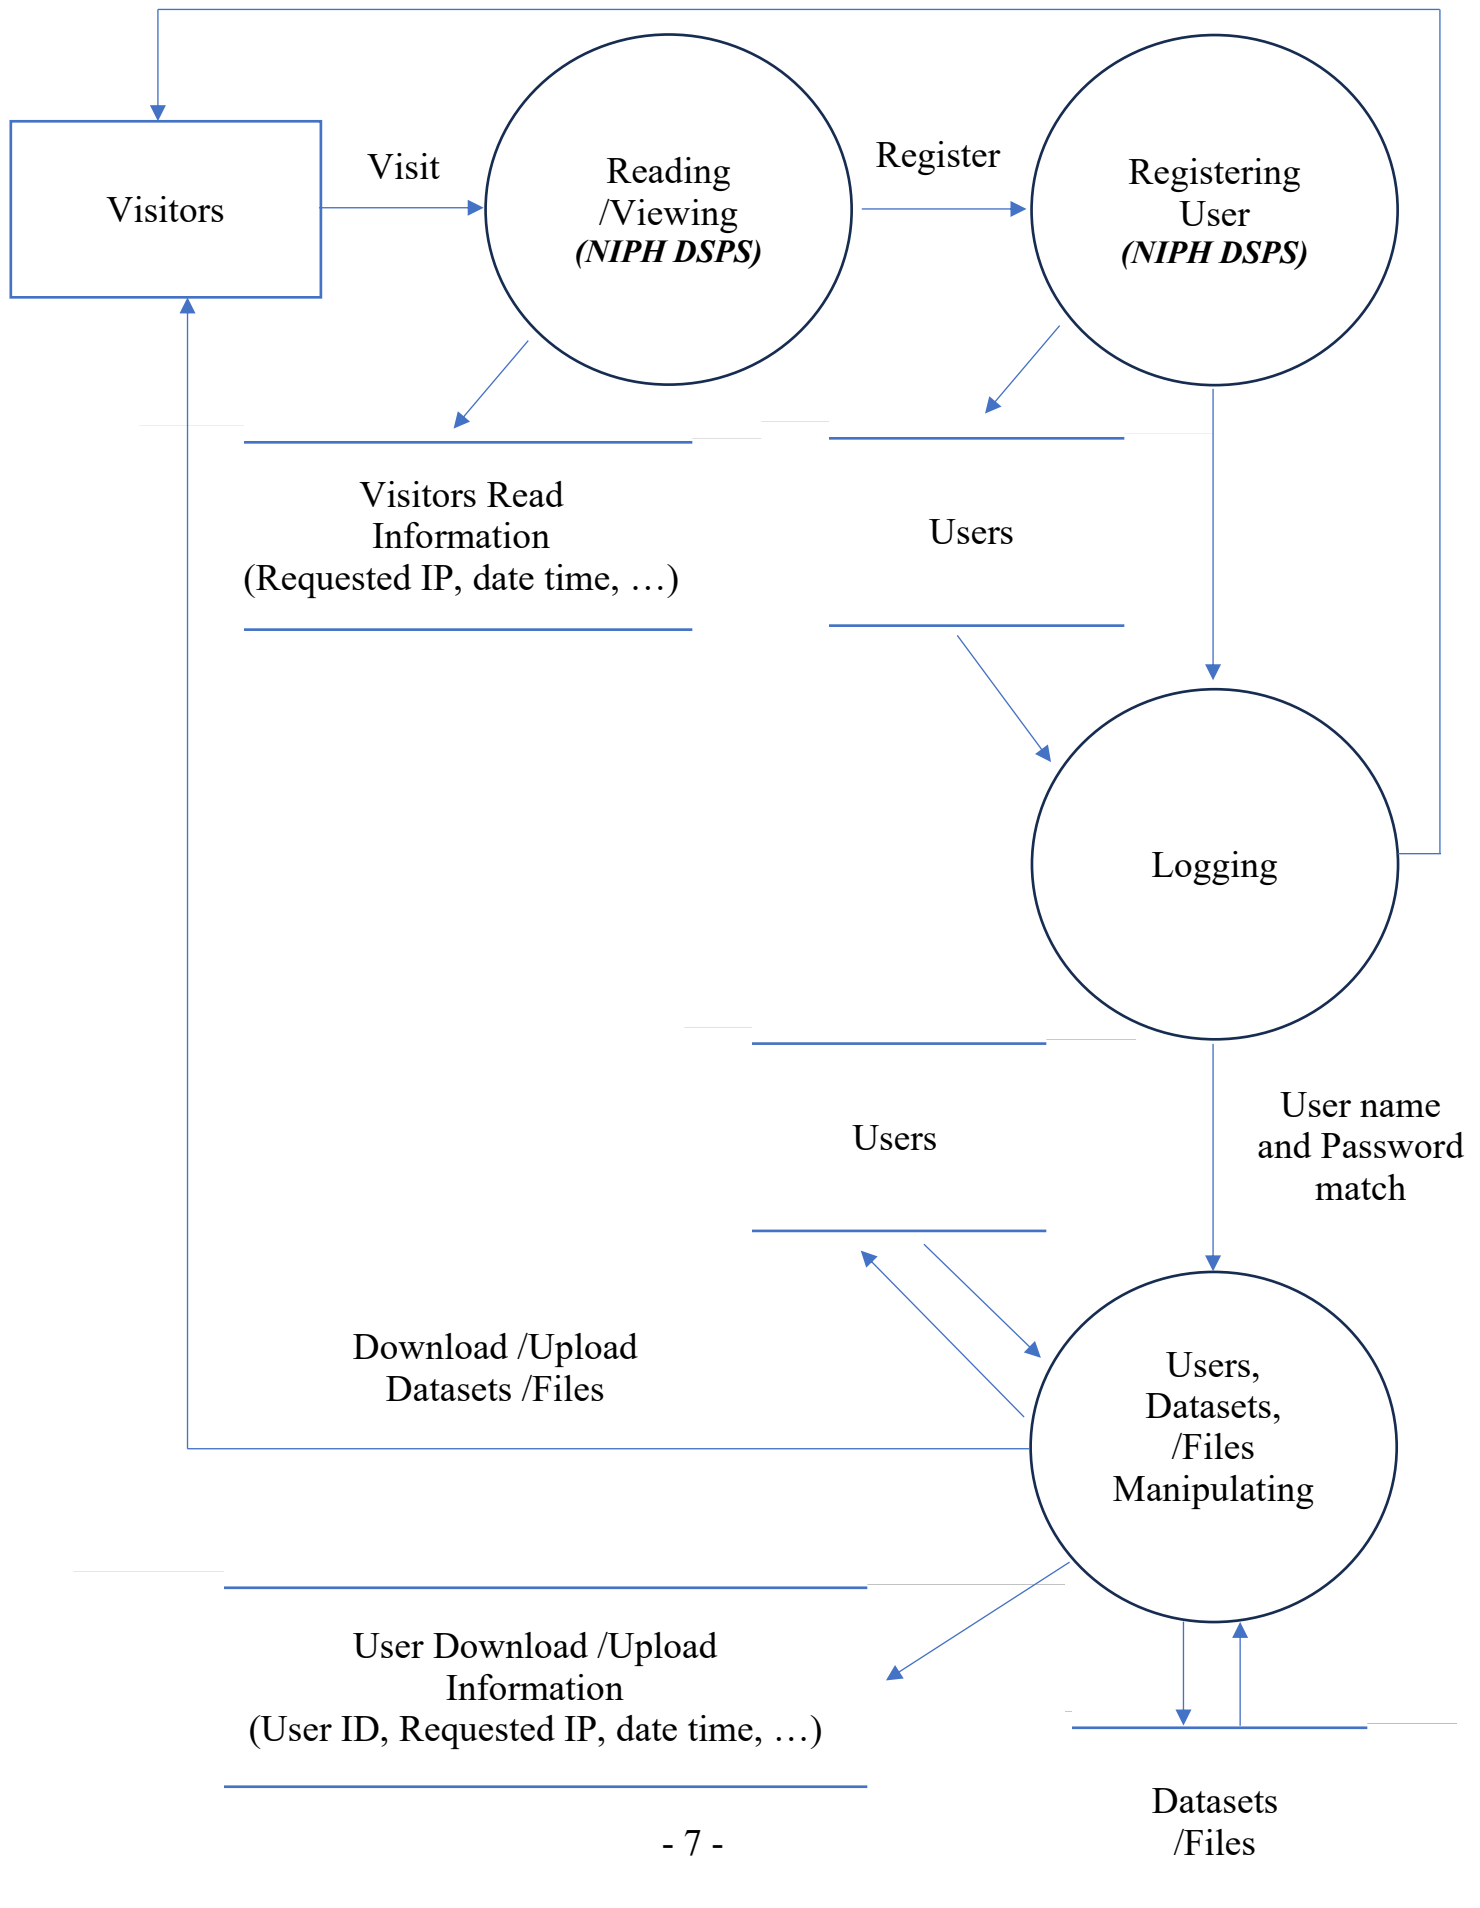 Visitors
Visit
Reading
/Viewing
(NIPH DSPS)
Register
Registering
User
(NIPH DSPS)
Visitors Read
Information
(Requested IP, date time, …)
Users
Logging
Users
User name
and Password
match
Download /Upload
Datasets /Files
Users,
Datasets,
/Files
Manipulating
User Download /Upload
Information
(User ID, Requested IP, date time, …)
Datasets
/Files
- 7 -